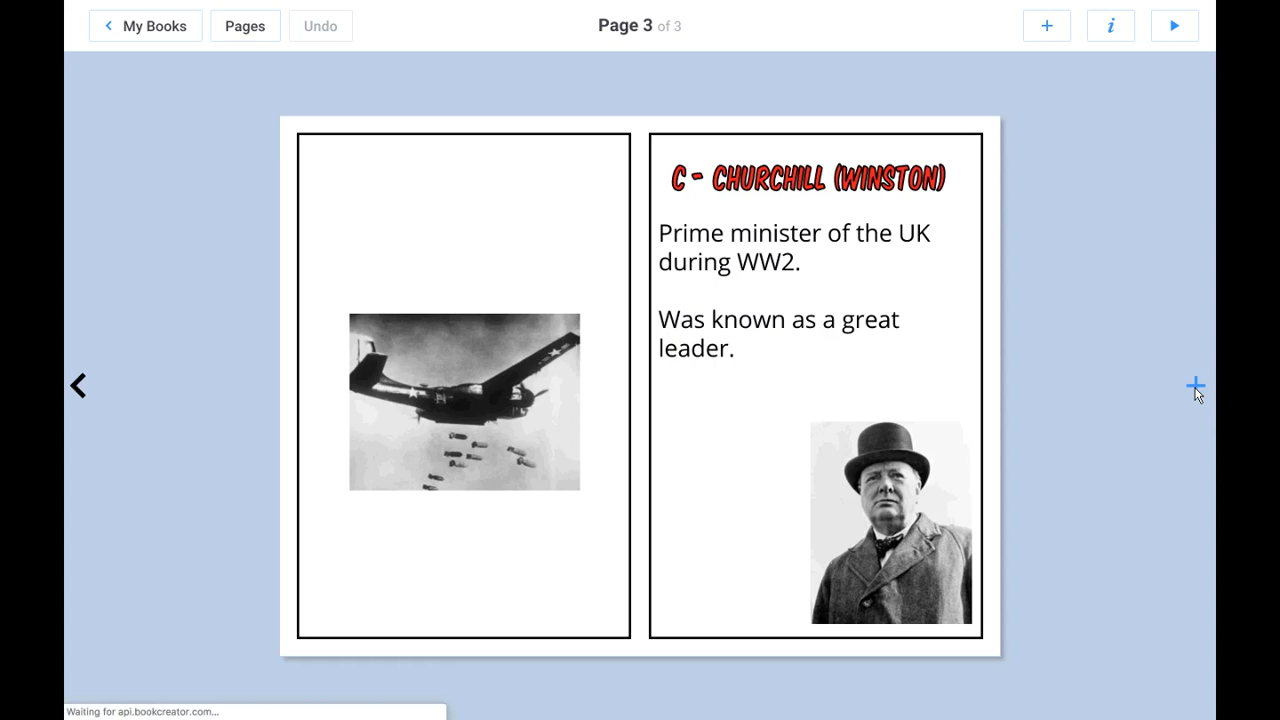 My Books
Pages
Undo
Page 3 of 3
i
C - CHURCHILL (WINSTON)
Prime minister of the UK
during WW2.
Was known as a great
leader.
Waiting for api.bookcreator.com...